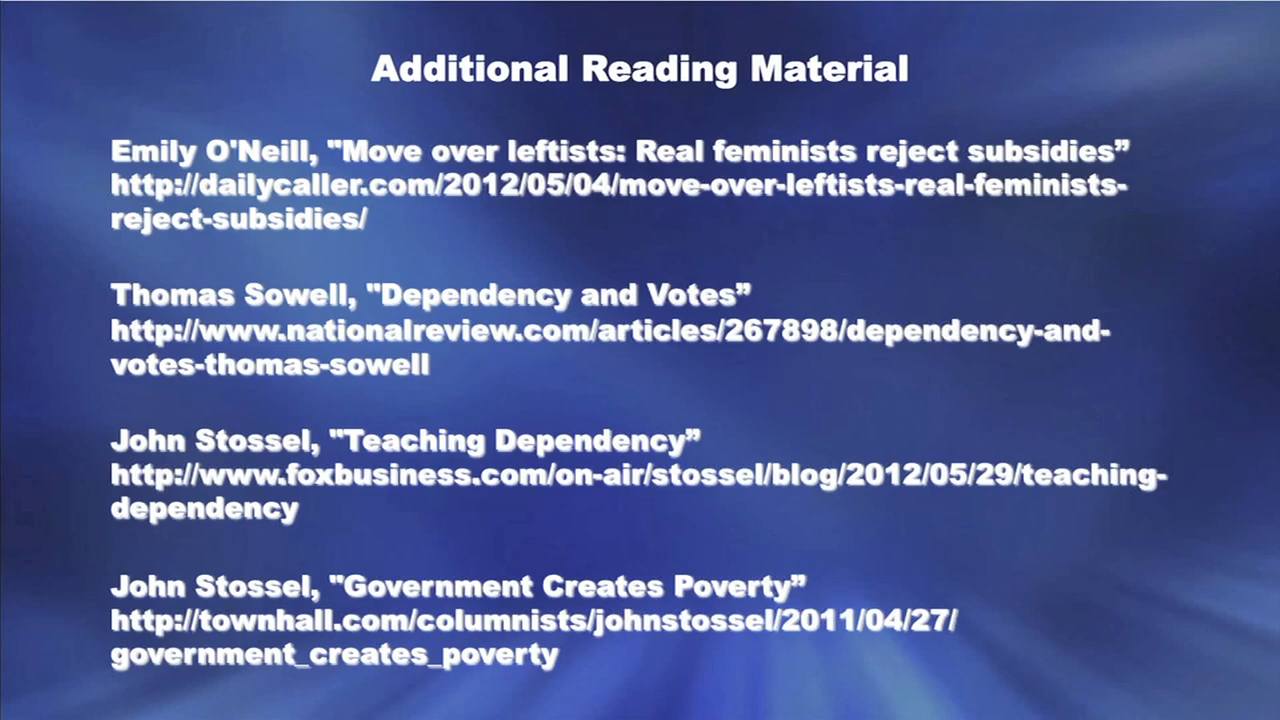 Additional Reading Material
Emily O'Neill, "Move over leftists: Real feminists reject subsidies”
http://dailycaller.com/2012/05/04/move-over-leftists-real-feminists-
reject-subsidies/
Thomas Sowell, "Dependency and Votes”
http://www.nationalreview.com/articles/267898/dependency-and-
votes-thomas-sowell
John Stossel, "Teaching Dependency”
http://www.foxbusiness.com/on-air/stossel/blog/2012/05/29/teaching-
dependency
John Stossel, "Government Creates Poverty”
http://townhall.com/columnists/johnstossel/2011/04/27/
government_creates_poverty